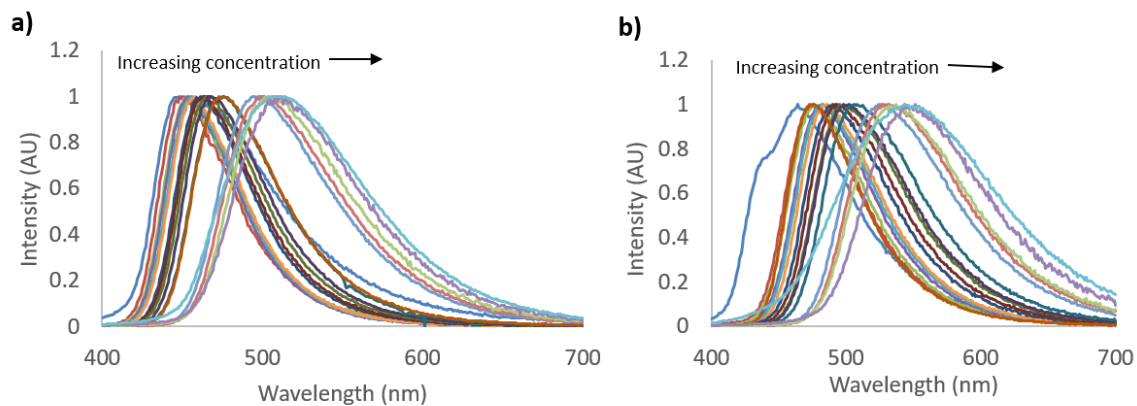 a)
Increasing concentration
Intensity (AU)
1.2
1
0.8
0.6
0.4
0.2
0
400 500 600 700
Wavelength (nm)
b)
Increasing concentration
Intensity (AU)
1.2
1
0.8
0.6
0.4
0.2
0
400 500 600 700
Wavelength (nm)